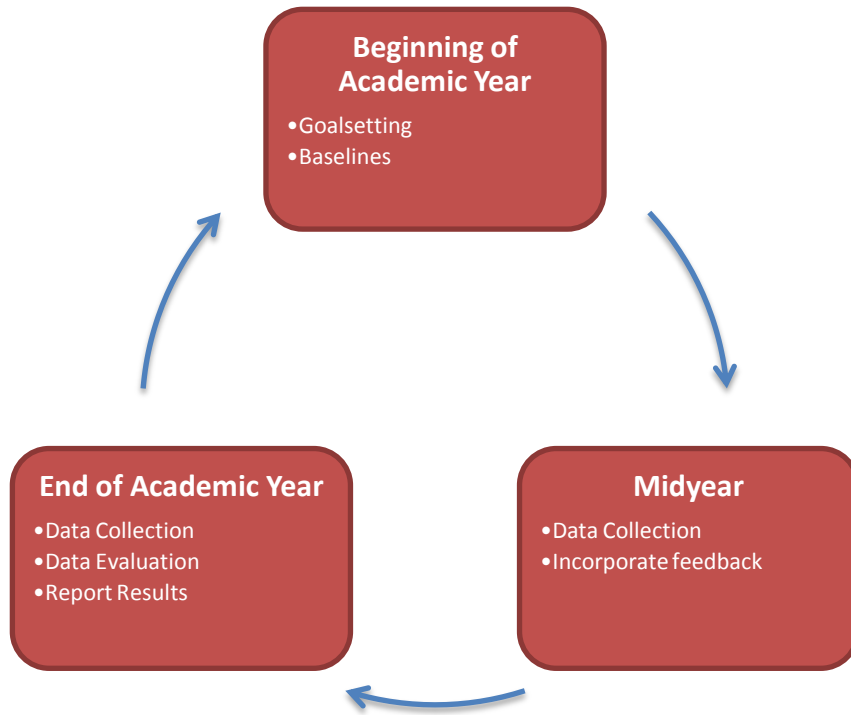 Beginning of
Academic Year
•Goalsetting
•Baselines
End of Academic Year
•Data Collection
•Data Evaluation
•Report Results
Midyear
•Data Collection
•Incorporate feedback